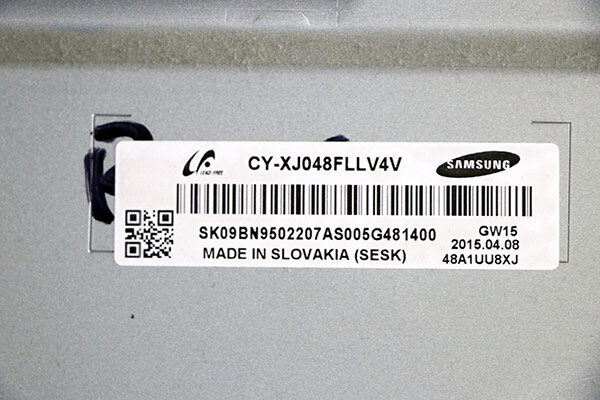 LEAD FREE
CY-XJ048FLLV4V
SAMSUNG
SK09BN9502207AS005G481400
GW15
2015.04.08
MADE IN SLOVAKIA (SESK)
48A1UU8XJ